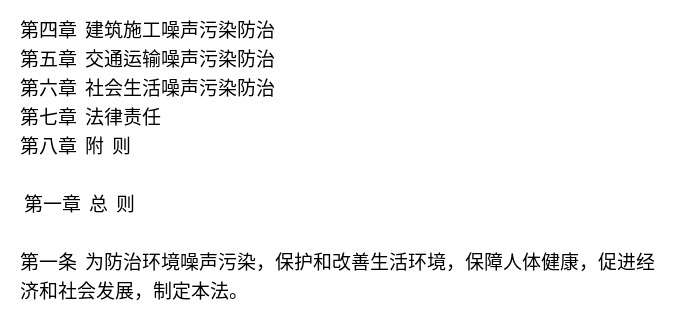 第四章 建筑施工噪声污染防治
第五章 交通运输噪声污染防治
第六章 社会生活噪声污染防治
第七章 法律责任
第八章 附 则
第一章 总 则
第一条 为防治环境噪声污染，保护和改善生活环境，保障人体健康，促进经
济和社会发展，制定本法。